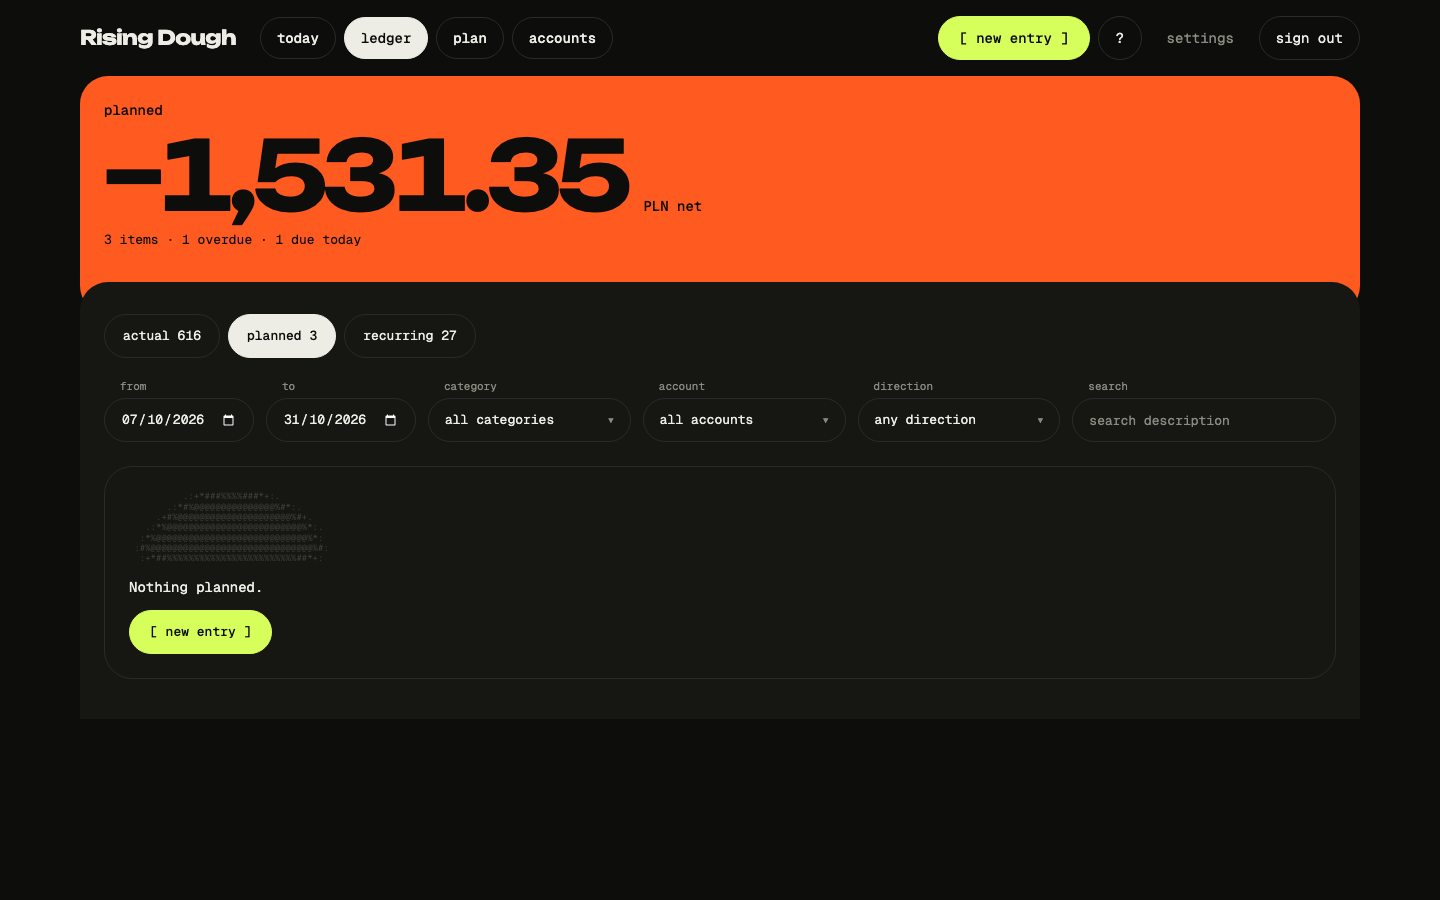 Rising Dough
today
ledger
plan
accounts
[ new entry ]
?
settings
sign out
planned
−1,531.35 PLN net
3 items · 1 overdue · 1 due today
actual 616
planned 3
recurring 27
from
to
category
account
direction
search
07/10/2026
31/10/2026
all categories
all accounts
any direction
search description
Nothing planned.
[ new entry ]